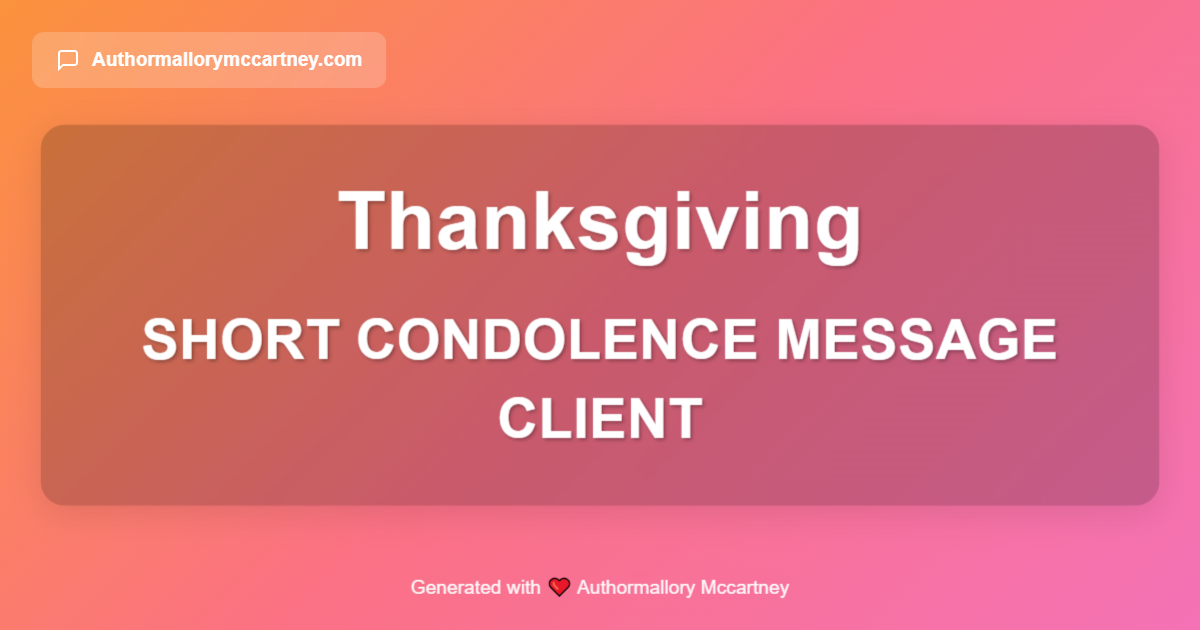 Authormallorymccartney.com
Thanksgiving
SHORT CONDOLENCE MESSAGE
CLIENT
Generated with ❤️ Authormallory Mccartney